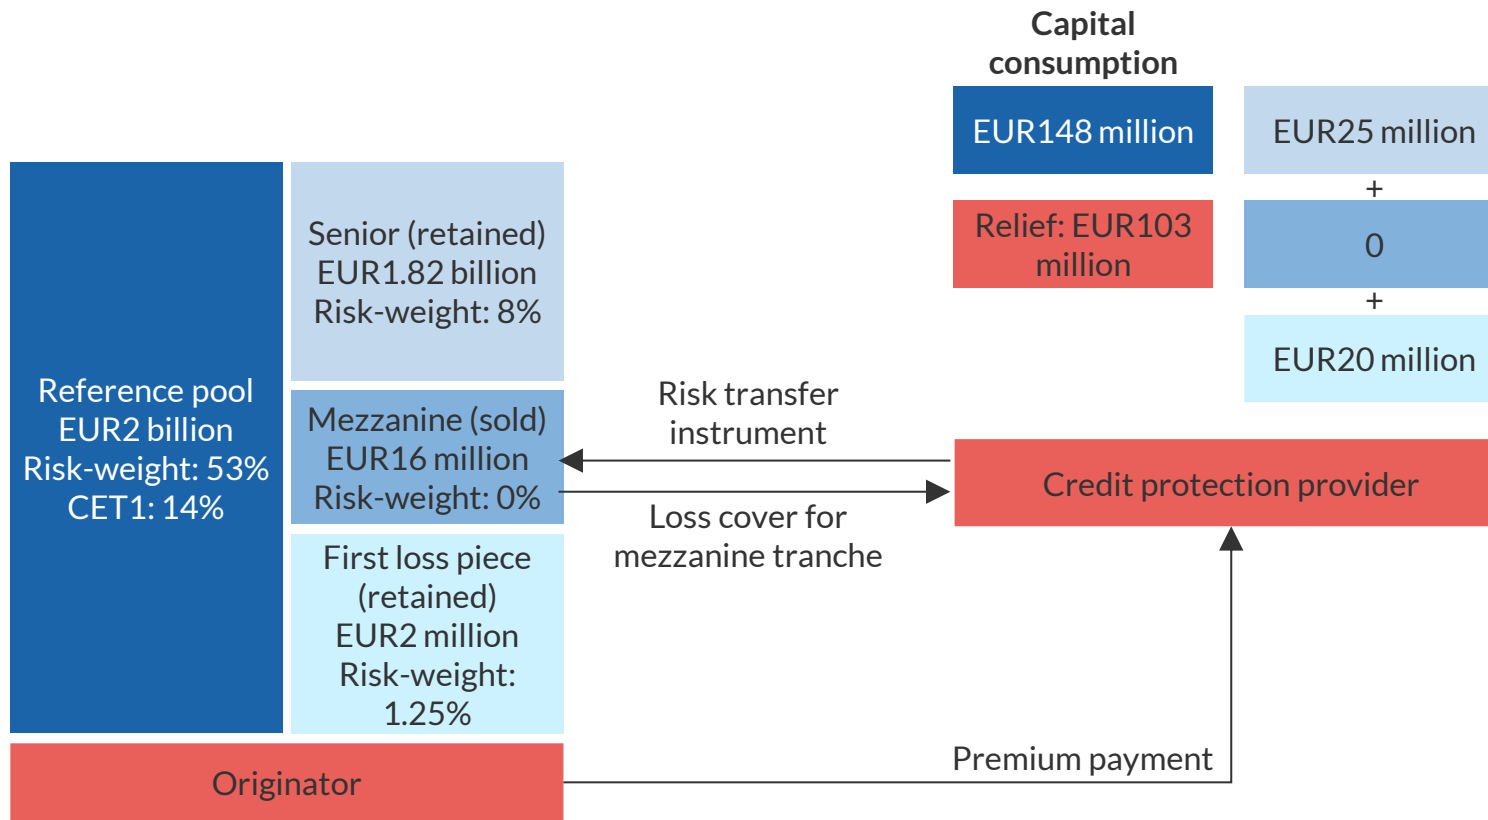 Capital
consumption
EUR148 million
EUR25 million
+
Relief: EUR103
million
0
+
EUR20 million
Reference pool
EUR2 billion
Risk-weight: 53%
CET1: 14%
Senior (retained)
EUR1.82 billion
Risk-weight: 8%
Mezzanine (sold)
EUR16 million
Risk-weight: 0%
First loss piece
(retained)
EUR2 million
Risk-weight:
1.25%
Risk transfer
instrument
Loss cover for
mezzanine tranche
Credit protection provider
Originator
Premium payment